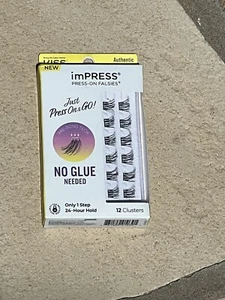 KISS
NEW
Authentic
imPRESS®
PRESS-ON FALSIES®
Just
Press On & GO!
NO GLUE
NEEDED
Only 1 Step
24-Hour Hold
12 Clusters